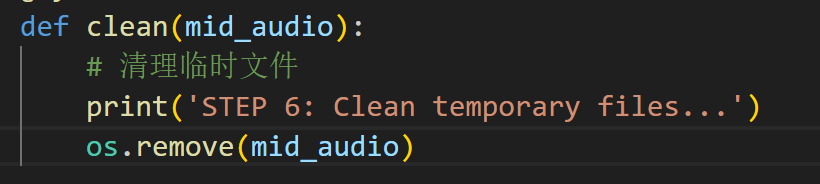 def clean(mid_audio):
    # 清理临时文件
    print('STEP 6: Clean temporary files...')
    os.remove(mid_audio)